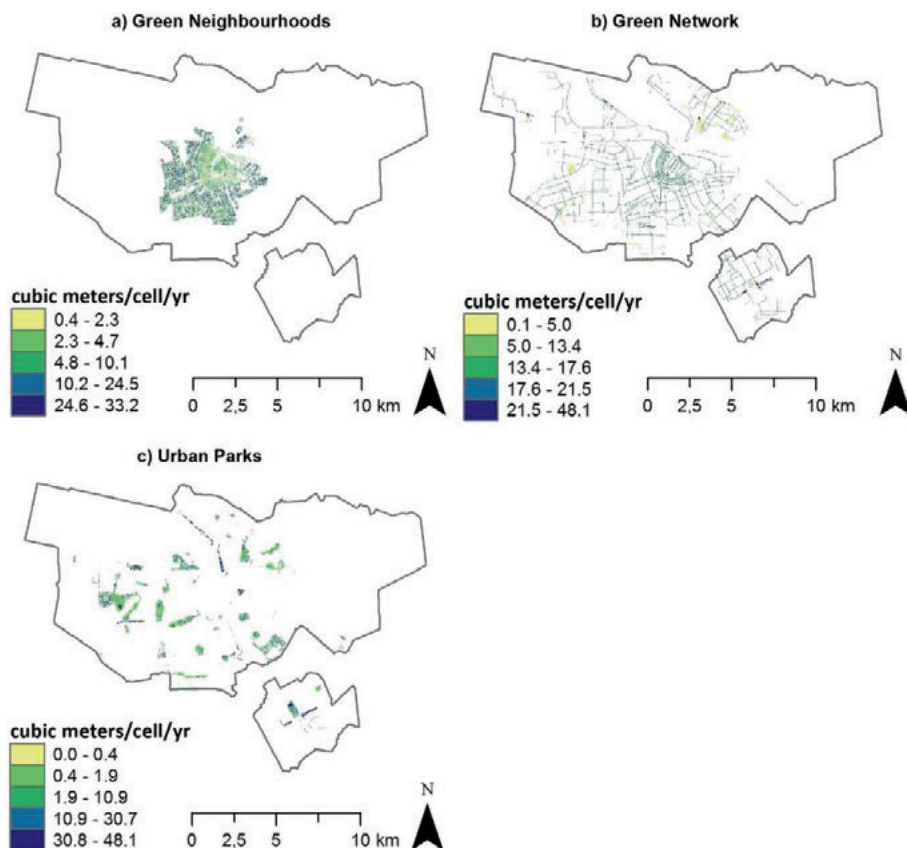 a) Green Neighbourhoods
cubic meters/cell/yr
0.4 - 2.3
2.3 - 4.7
4.8 - 10.1
10.2 - 24.5
24.6 - 33.2
0 2,5 5 10 km
N
b) Green Network
cubic meters/cell/yr
0.1 - 5.0
5.0 - 13.4
13.4 - 17.6
17.6 - 21.5
21.5 - 48.1
0 2,5 5 10 km
N
c) Urban Parks
cubic meters/cell/yr
0.0 - 0.4
0.4 - 1.9
1.9 - 10.9
10.9 - 30.7
30.8 - 48.1
0 2,5 5 10 km
N